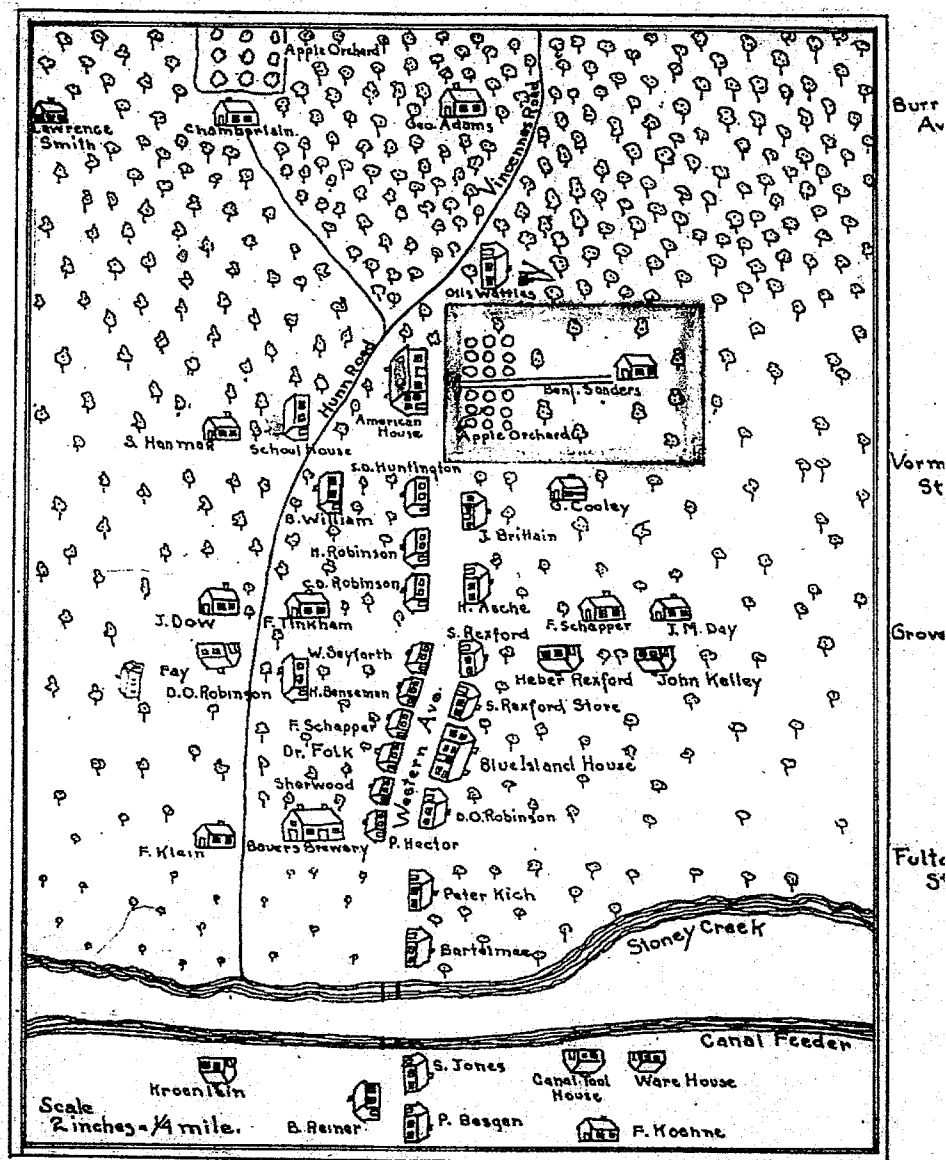 Apple Orchard
Lawrence
Smith
Chamberlain.
Geo. Adams
Vincennes Road
Burr
Av
Otis Wattles
Hunn Road
Benj. Sanders
American
House
Apple Orchard
S. Hanmak
School House
Verm
St
S.D. Huntington
B. William
G. Cooley
J. Brittain
H. Robinson
C.D. Robinson
H. Asche
J. Dow
F. Tinkham
F. Schapper
J. M. Day
Grove
S. Rexford
W. Seyfarth
Fay
D.O. Robinson
H. Benseman
Heber Rexford
John Kelley
S. Rexford Store
F. Schapper
Dr. Folk
Western Ave.
Blue Island House
Sherwood
D.O. Robinson
F. Klein
Bauers Brewery
P. Hector
Fulto
St
Peter Kich
Bartelmae
Stoney Creek
Canal Feeder
Kroenlein
S. Jones
Canal Tool
House
Ware House
Scale
2 inches = 1/4 mile.
B. Reiner
P. Besgen
F. Koehne